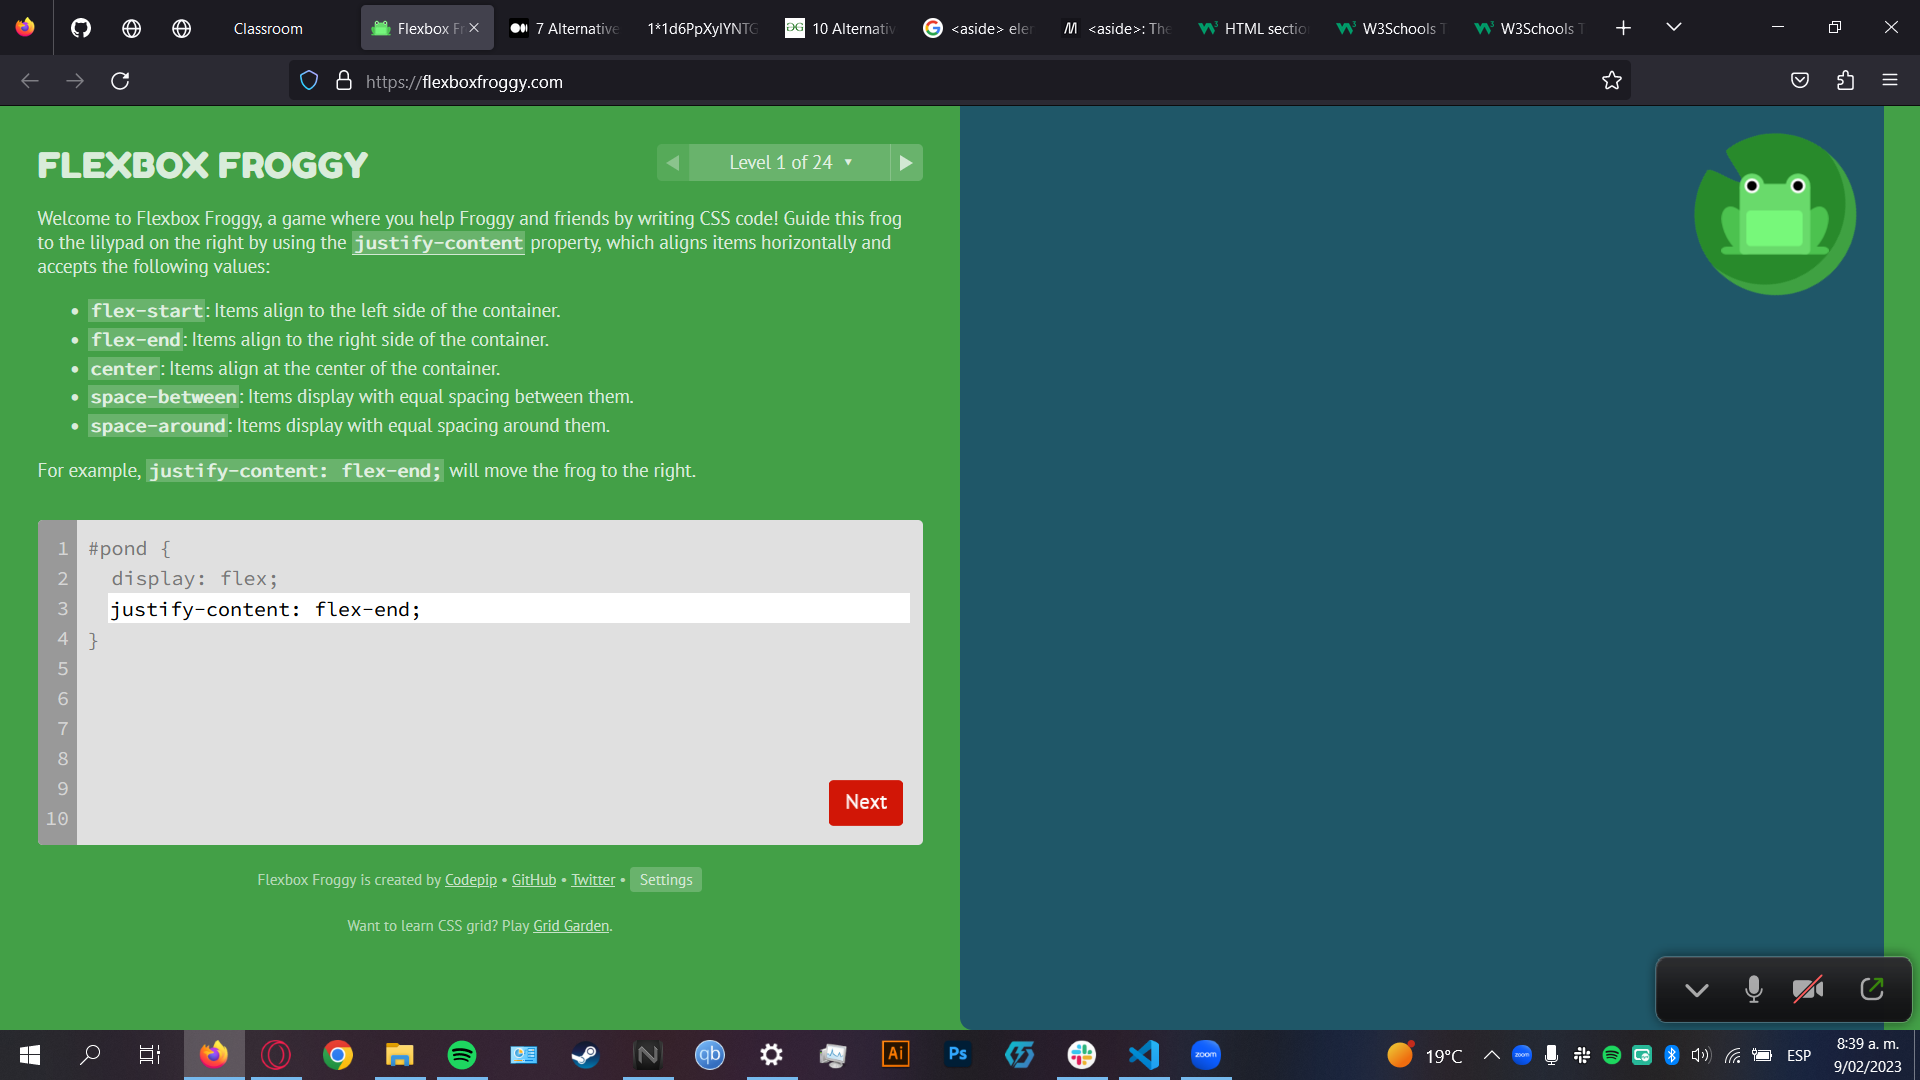 Classroom
Flexbox Fr
7 Alternative
1*1d6PpXyIYNTG
10 Alternativ
<aside> eler
<aside>: The
HTML section
W3Schools T
W3Schools T
https://flexboxfroggy.com
FLEXBOX FROGGY
Level 1 of 24
Welcome to Flexbox Froggy, a game where you help Froggy and friends by writing CSS code! Guide this frog
to the lilypad on the right by using the justify-content property, which aligns items horizontally and
accepts the following values:
• flex-start: Items align to the left side of the container.
• flex-end: Items align to the right side of the container.
• center: Items align at the center of the container.
• space-between: Items display with equal spacing between them.
• space-around: Items display with equal spacing around them.
For example, justify-content: flex-end; will move the frog to the right.
1 #pond {
2 display: flex;
3 justify-content: flex-end;
4 }
5
6
7
8
9
10
Next
Flexbox Froggy is created by Codepip • GitHub • Twitter • Settings
Want to learn CSS grid? Play Grid Garden.
N
qb
Ai
Ps
zoom
19°C
zoom
ESP
8:39 a. m.
9/02/2023